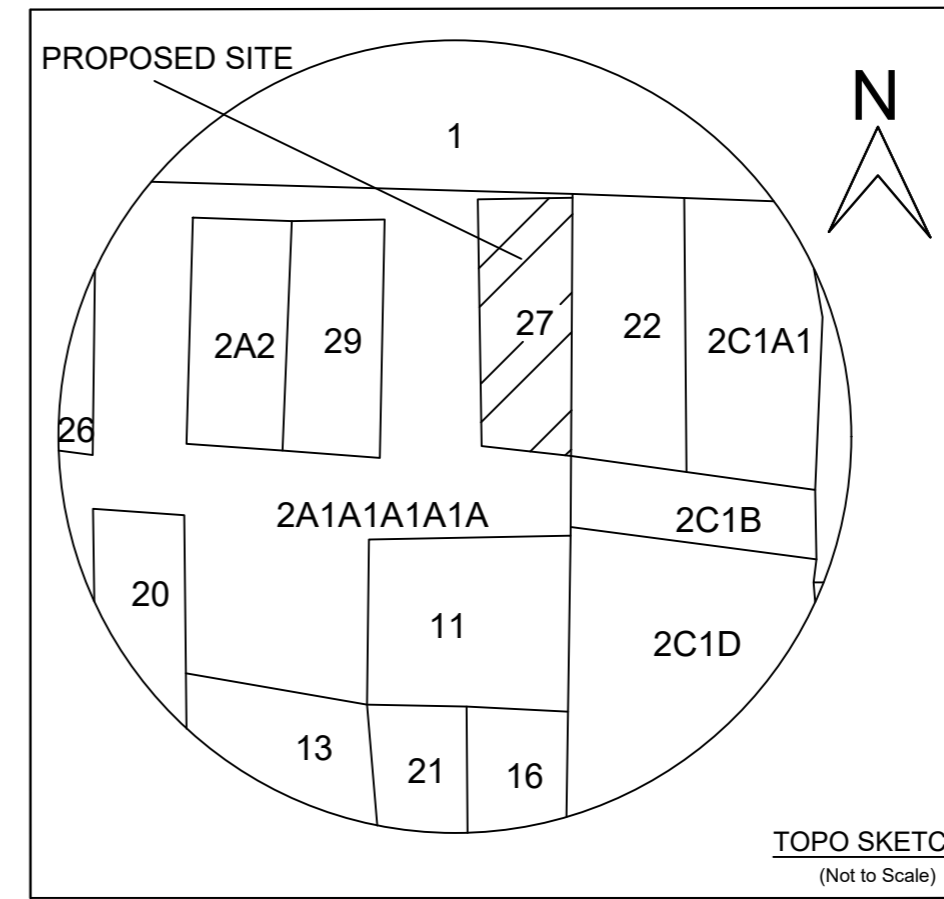 PROPOSED SITE
N
1
2A2
29
27
22
2C1A1
26
2A1A1A1A1A
2C1B
20
11
2C1D
13
21
16
TOPO SKETC
(Not to Scale)